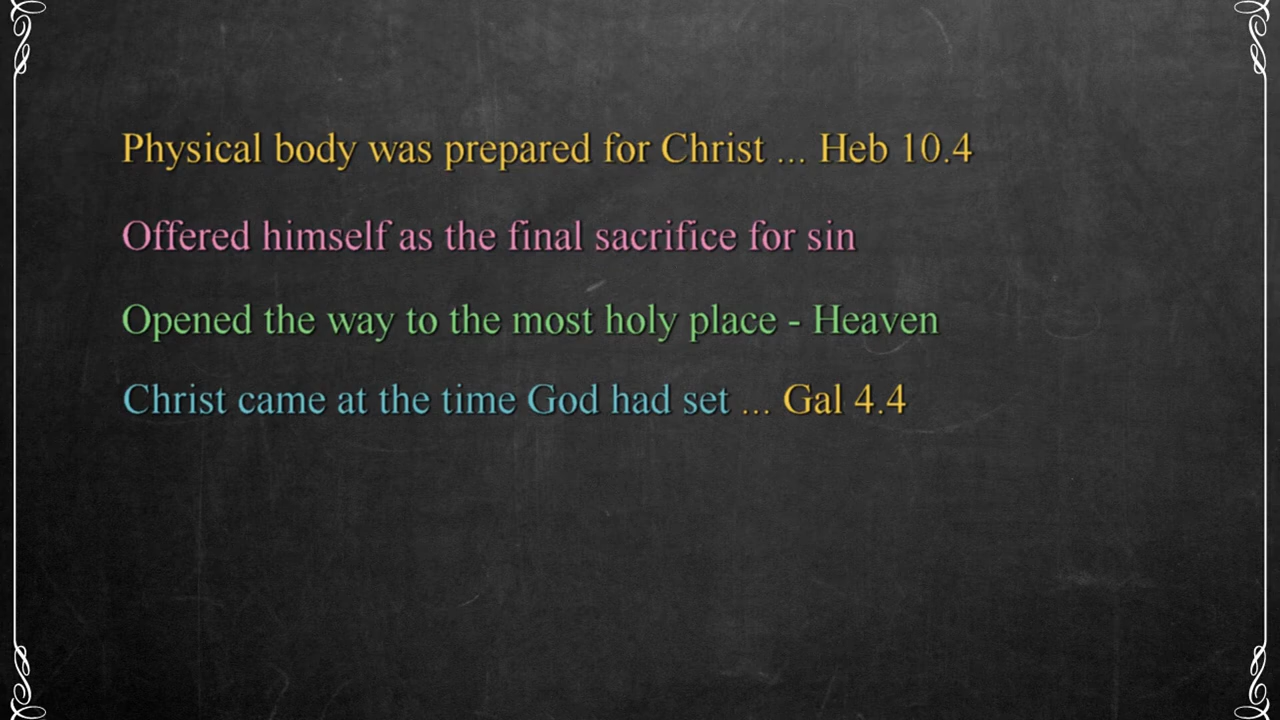 Physical body was prepared for Christ ... Heb 10.4
Offered himself as the final sacrifice for sin
Opened the way to the most holy place - Heaven
Christ came at the time God had set ... Gal 4.4